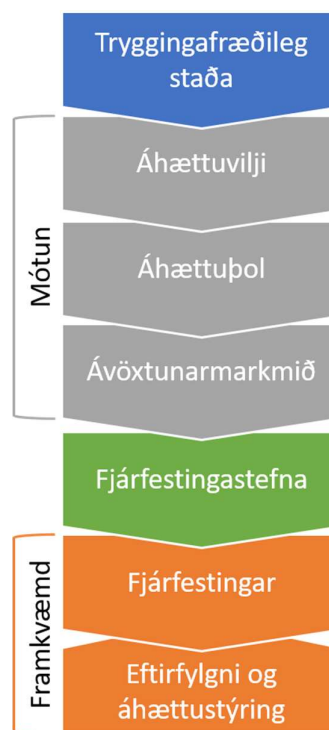 Tryggingafræðileg
staða
Mótun
Áhættuvilji
Áhættuþol
Ávöxtunarmarkmið
Fjárfestingastefna
Framkvæmd
Fjárfestingar
Eftirfylgni og
áhættustýring